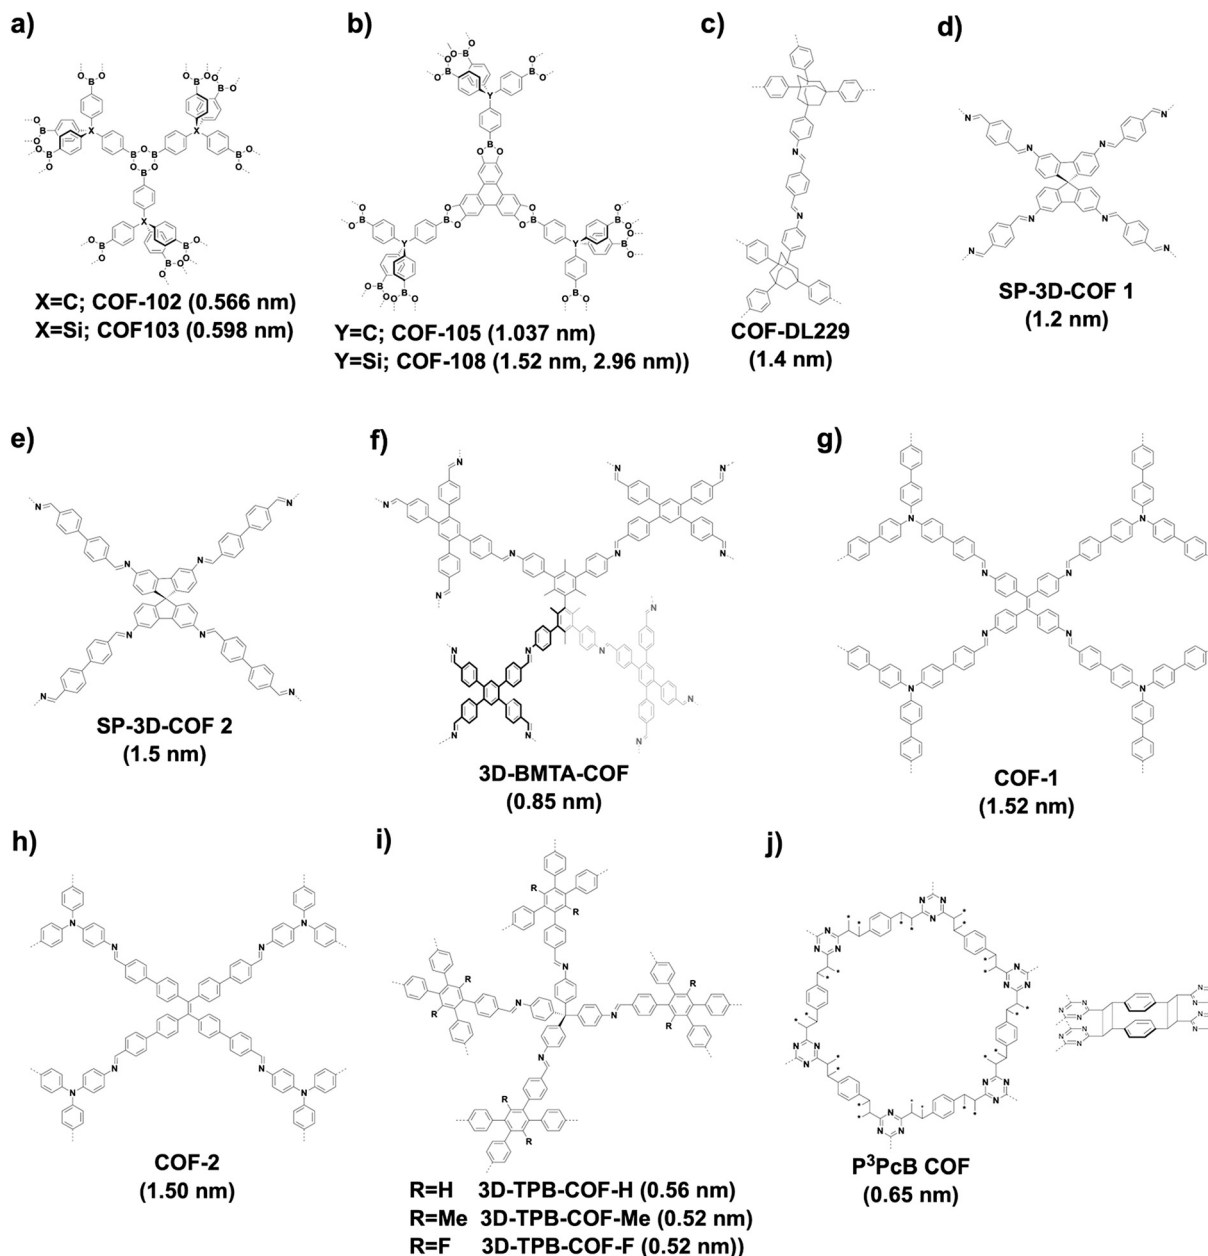 a)
b)
c)
d)
X=C; COF-102 (0.566 nm)
X=Si; COF103 (0.598 nm)
Y=C; COF-105 (1.037 nm)
Y=Si; COF-108 (1.52 nm, 2.96 nm))
COF-DL229
(1.4 nm)
SP-3D-COF 1
(1.2 nm)
e)
f)
g)
SP-3D-COF 2
(1.5 nm)
3D-BMTA-COF
(0.85 nm)
COF-1
(1.52 nm)
h)
i)
j)
COF-2
(1.50 nm)
R=H 3D-TPB-COF-H (0.56 nm)
R=Me 3D-TPB-COF-Me (0.52 nm)
R=F 3D-TPB-COF-F (0.52 nm))
P³PcB COF
(0.65 nm)